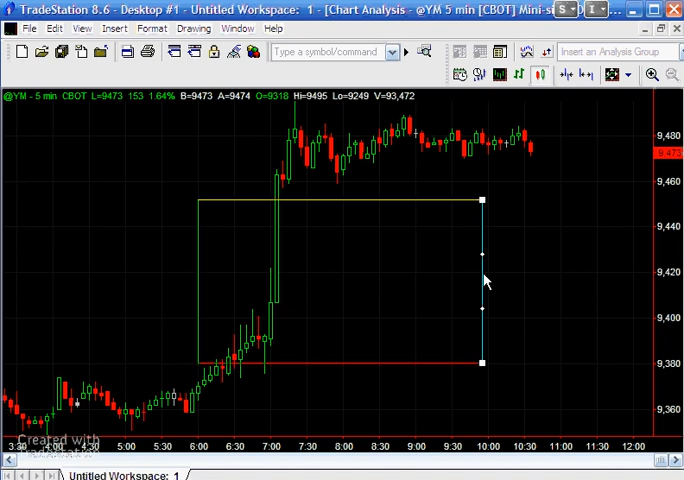 TradeStation 8.6 - Desktop #1 - Untitled Workspace: 1 - [Chart Analysis - @YM 5 min [CBOT] Mini-si
S I
File Edit View Insert Format Drawing Window Help
Type a symbol/command Insert an Analysis Group
@YM - 5 min CBOT L=9473 153 1.64% B=9473 A=9474 O=9318 Hi=9495 Lo=9249 V=93,472
9,480
9,473
9,460
9,440
9,420
9,400
9,380
9,360
Created with
TradeStation
3:30 4:00 4:30 5:00 5:30 6:00 6:30 7:00 7:30 8:00 8:30 9:00 9:30 10:00 10:30 11:00 11:30 12:00
Untitled Workspace: 1